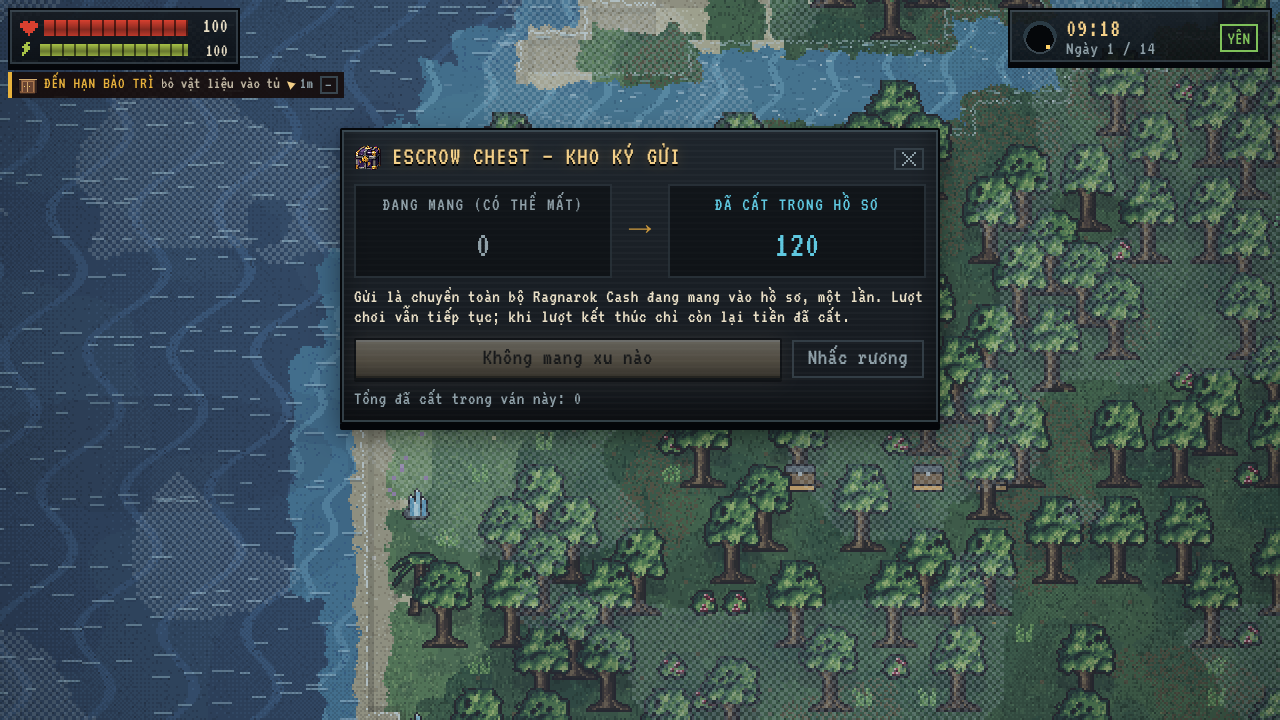 100
100
ĐẾN HẠN BẢO TRÌ bỏ vật liệu vào tủ 1m
09:18
Ngày 1 / 14
YÊN
ESCROW CHEST – KHO KÝ GỬI
ĐANG MANG (CÓ THỂ MẤT)
0
→
ĐÃ CẤT TRONG HỒ SƠ
120
Gửi là chuyển toàn bộ Ragnarok Cash đang mang vào hồ sơ, một lần. Lượt
chơi vẫn tiếp tục; khi lượt kết thúc chỉ còn lại tiền đã cất.
Không mang xu nào
Nhấc rương
Tổng đã cất trong ván này: 0